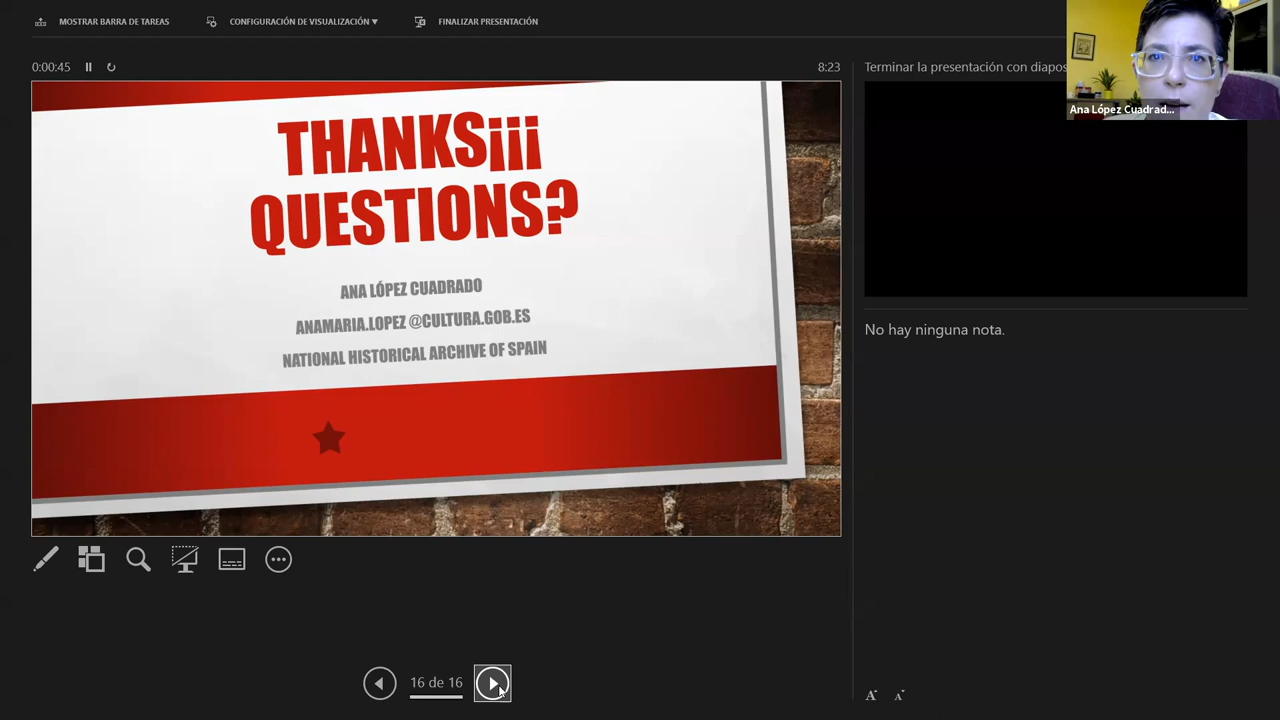 MOSTRAR BARRA DE TAREAS
CONFIGURACIÓN DE VISUALIZACIÓN ▼
FINALIZAR PRESENTACIÓN
0:00:45
8:23
THANKS¡¡¡
QUESTIONS?
ANA LÓPEZ CUADRADO
ANAMARIA.LOPEZ @CULTURA.GOB.ES
NATIONAL HISTORICAL ARCHIVE OF SPAIN
Terminar la presentación con diapos
Ana López Cuadrad...
No hay ninguna nota.
16 de 16
A A